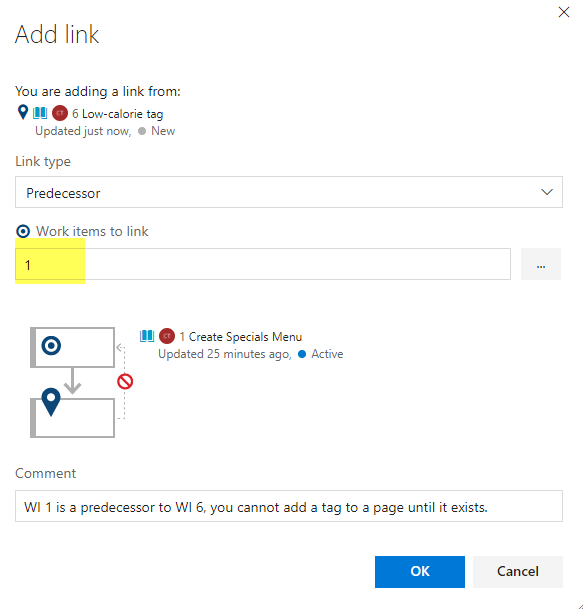 Add link
You are adding a link from:
CT 6 Low-calorie tag
Updated just now, New
Link type
Predecessor
Work items to link
1
...
CT 1 Create Specials Menu
Updated 25 minutes ago, Active
Comment
WI 1 is a predecessor to WI 6, you cannot add a tag to a page until it exists.
OK Cancel